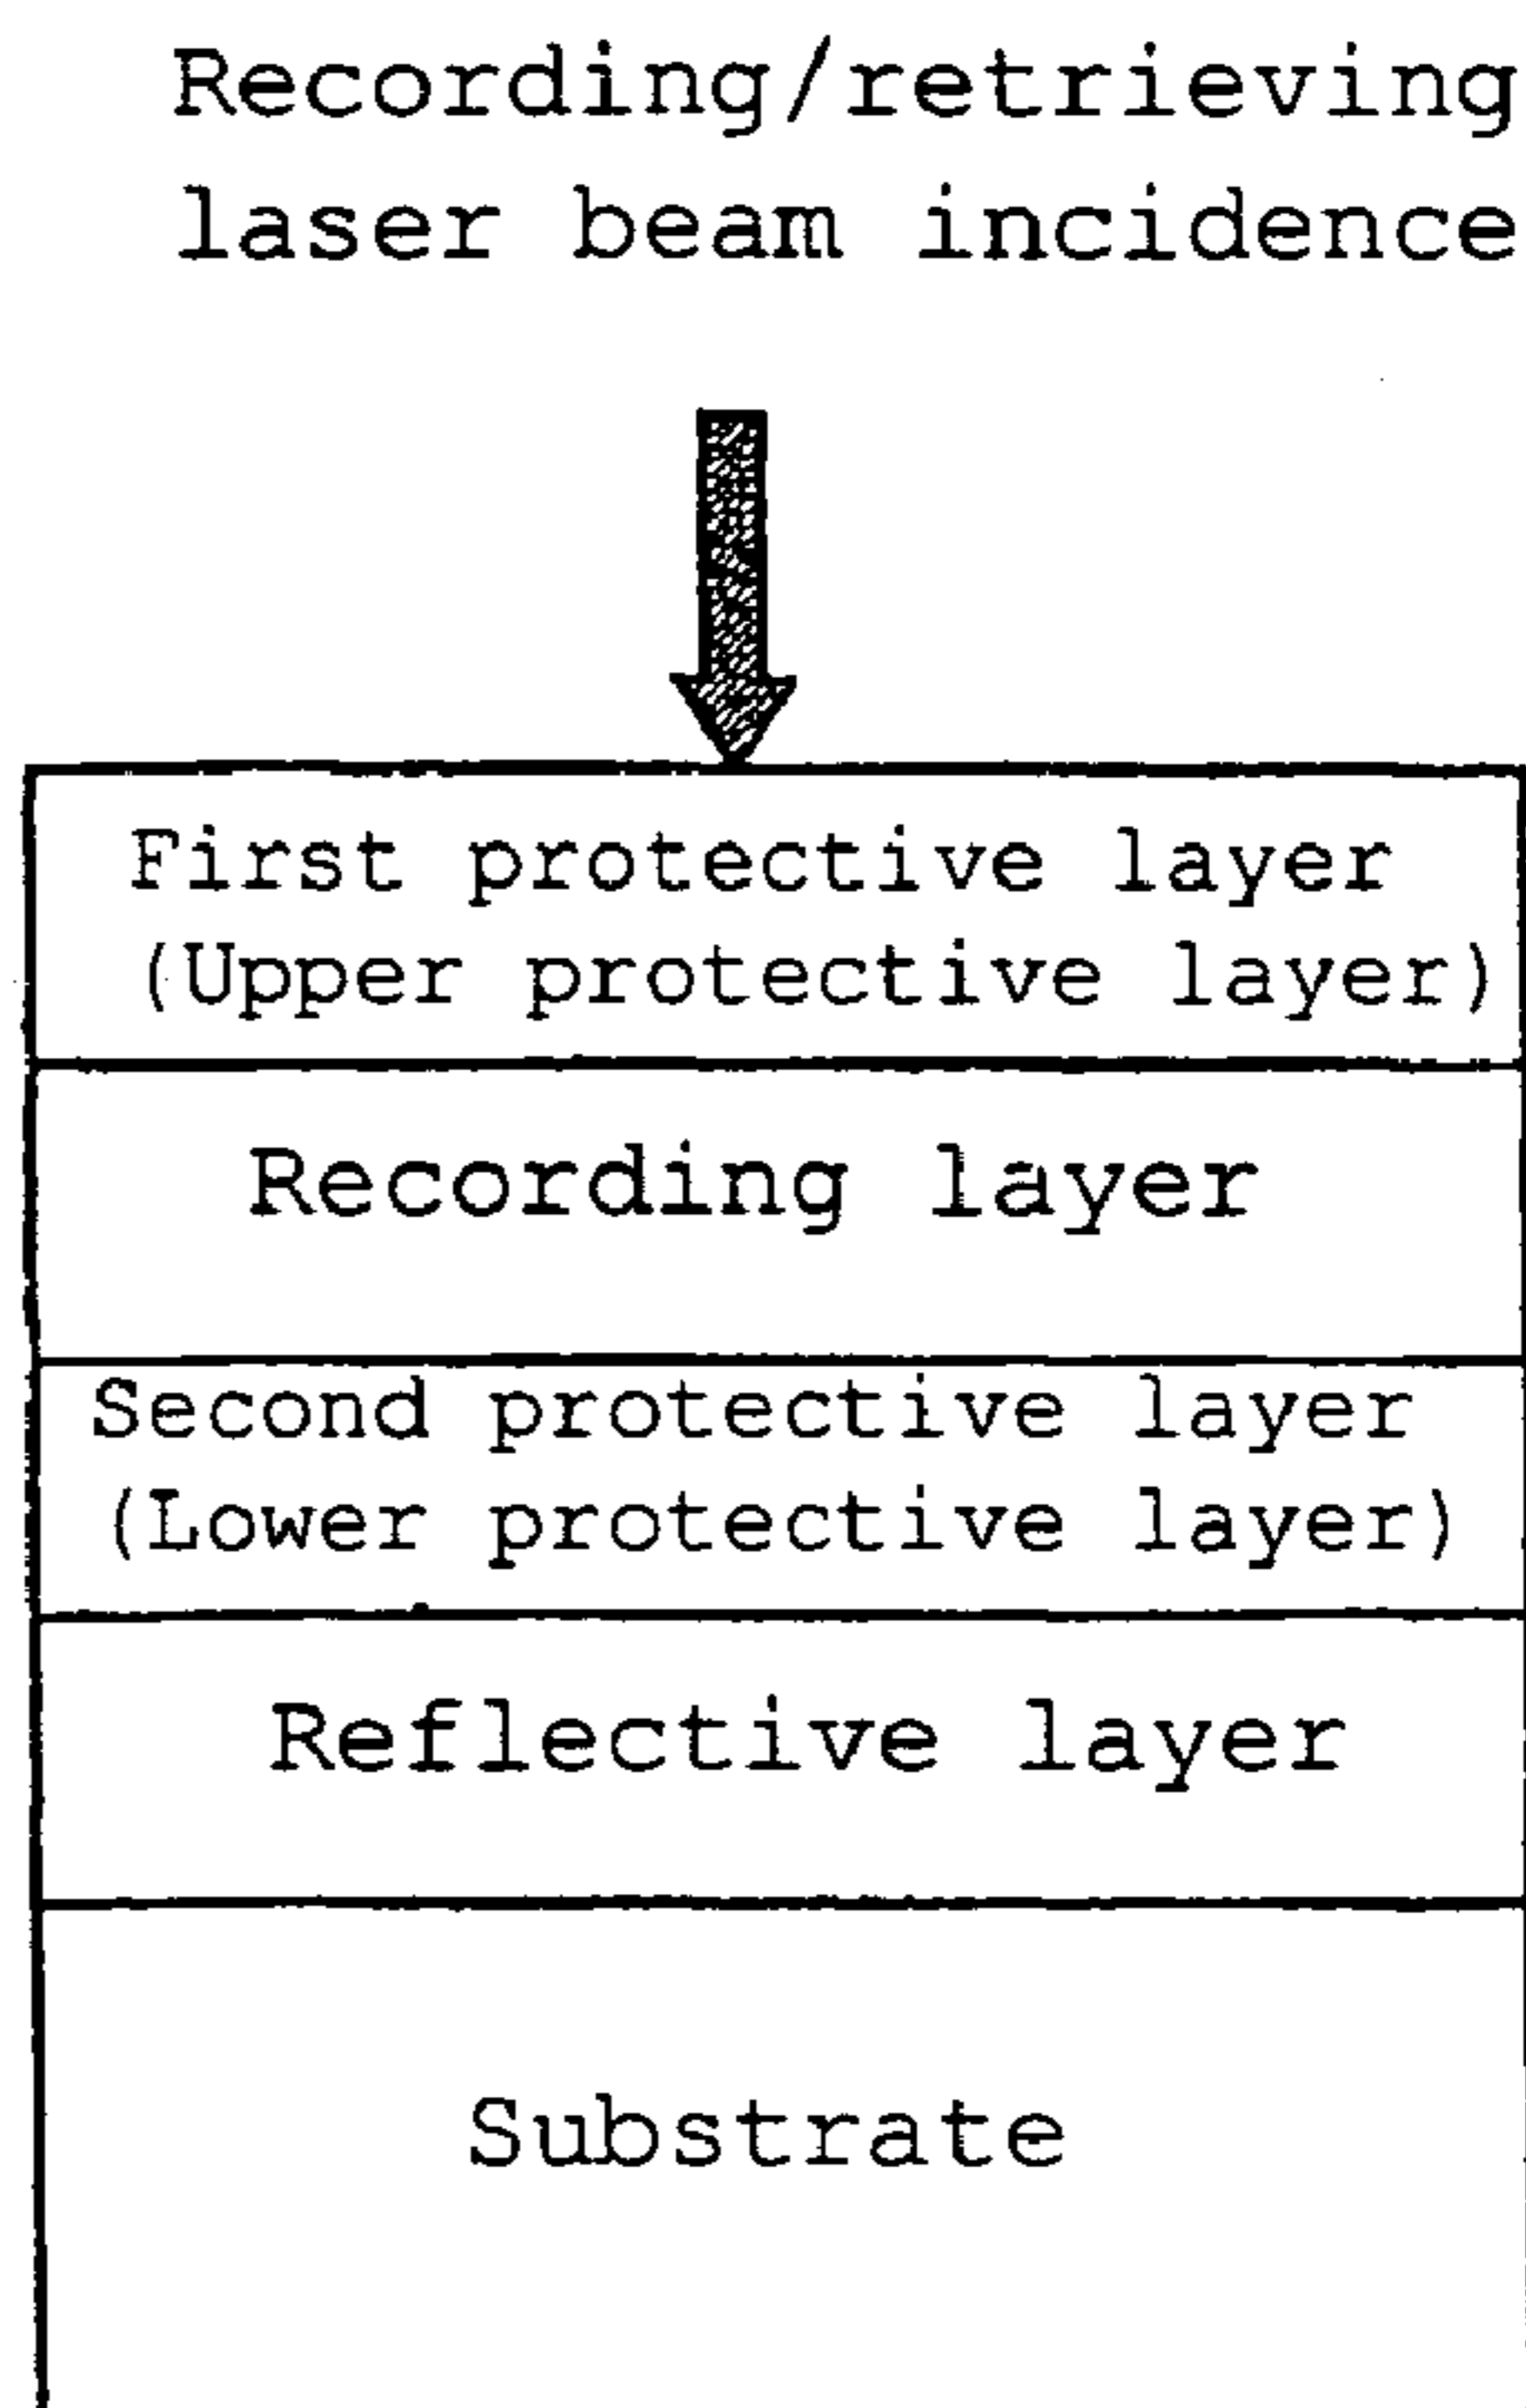 Recording/retrieving
laser beam incidence
First protective layer
(Upper protective layer)
Recording layer
Second protective layer
(Lower protective layer)
Reflective layer
Substrate